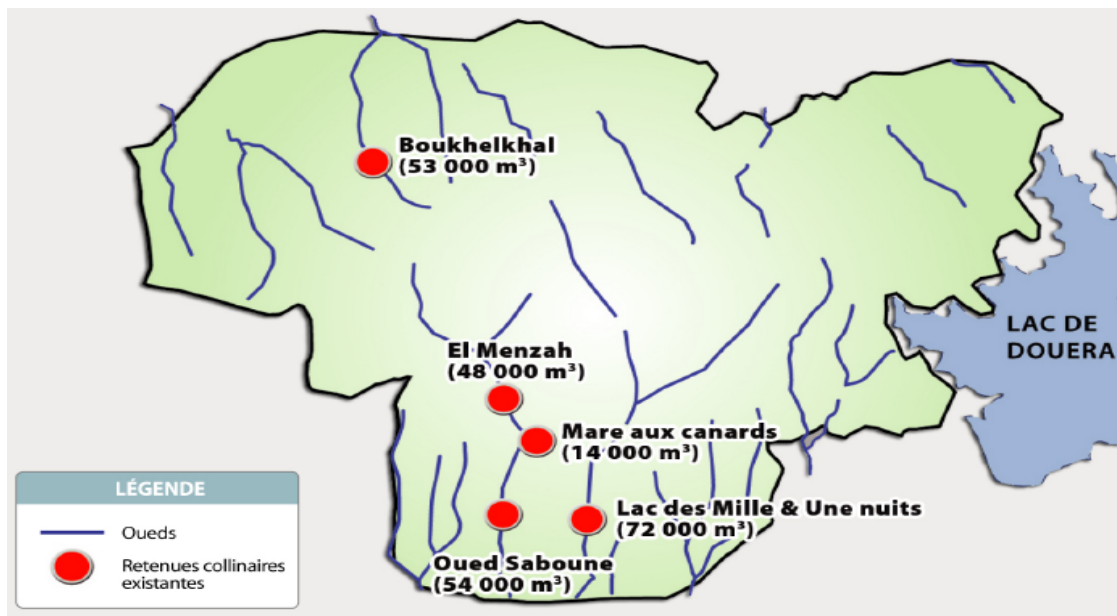 Boukhelkhal
(53 000 m³)
LAC DE
DOUERA
El Menzah
(48 000 m³)
Mare aux canards
(14 000 m³)
Lac des Mille & Une nuits
(72 000 m³)
Oued Saboune
(54 000 m³)
LÉGENDE
Oueds
Retenues collinaires
existantes